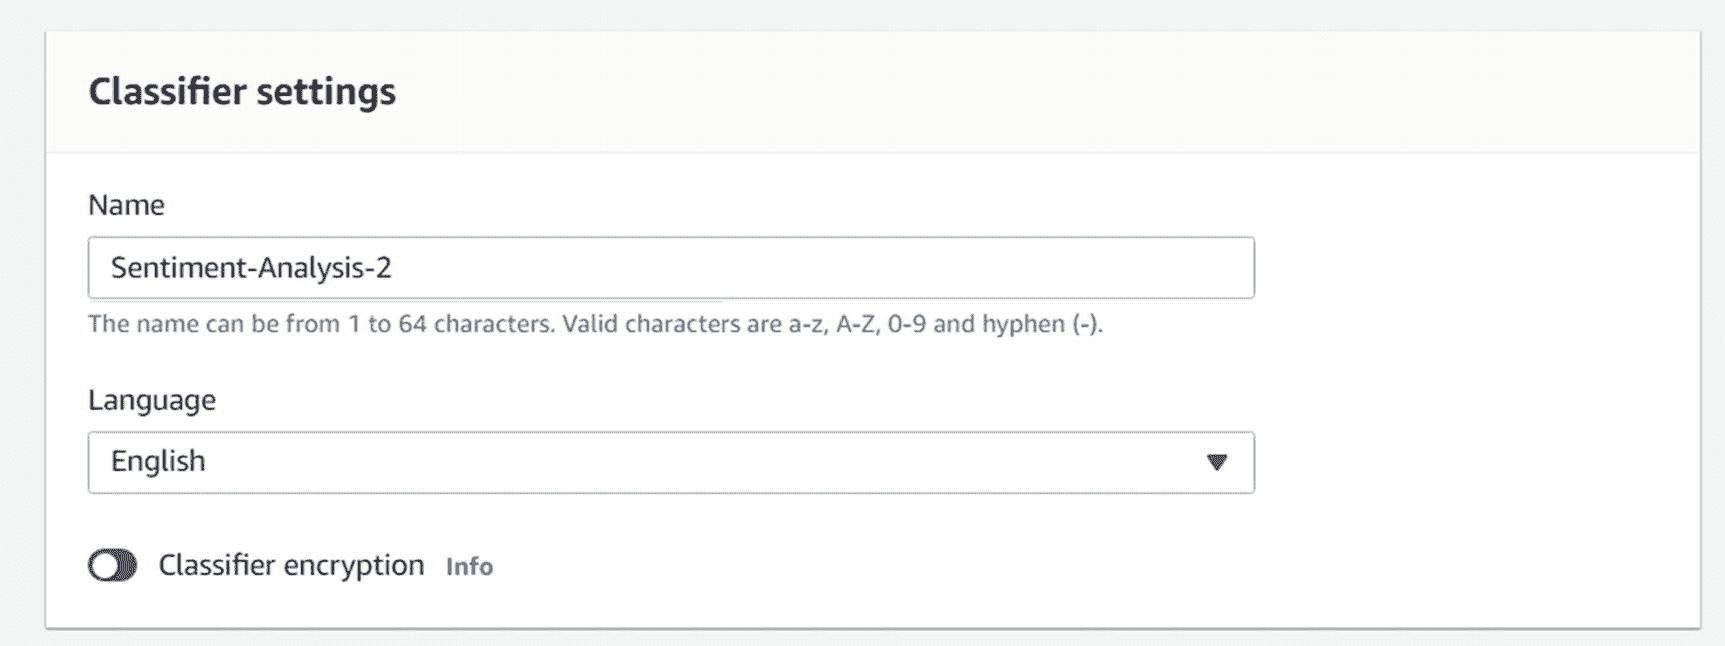 Classifier settings
Name
Sentiment-Analysis-2
The name can be from 1 to 64 characters. Valid characters are a-z, A-Z, 0-9 and hyphen (-).
Language
English
Classifier encryption Info